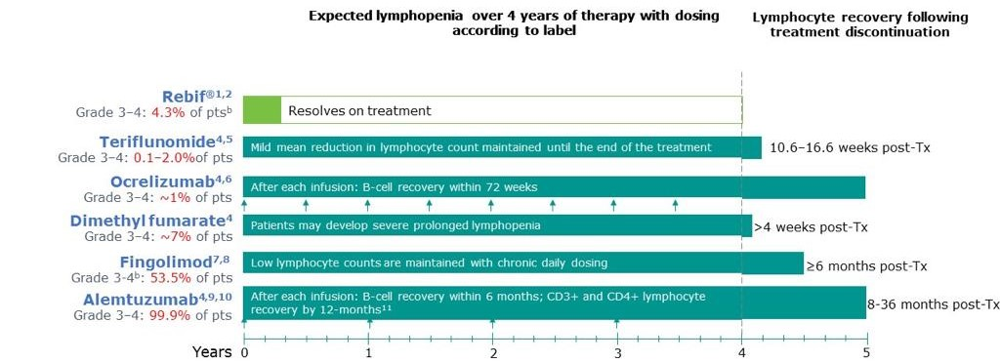 Expected lymphopenia over 4 years of therapy with dosing
according to label
Lymphocyte recovery following
treatment discontinuation
Rebif®1,2
Grade 3–4: 4.3% of ptsb
Resolves on treatment
Teriflunomide4,5
Grade 3–4: 0.1–2.0%of pts
Mild mean reduction in lymphocyte count maintained until the end of the treatment
10.6–16.6 weeks post-Tx
Ocrelizumab4,6
Grade 3–4: ~1% of pts
After each infusion: B-cell recovery within 72 weeks
Dimethyl fumarate4
Grade 3–4: ~7% of pts
Patients may develop severe prolonged lymphopenia
>4 weeks post-Tx
Fingolimod7,8
Grade 3-4b: 53.5% of pts
Low lymphocyte counts are maintained with chronic daily dosing
≥6 months post-Tx
Alemtuzumab4,9,10
Grade 3–4: 99.9% of pts
After each infusion: B-cell recovery within 6 months; CD3+ and CD4+ lymphocyte
recovery by 12-months11
8-36 months post-Tx
Years 0 1 2 3 4 5